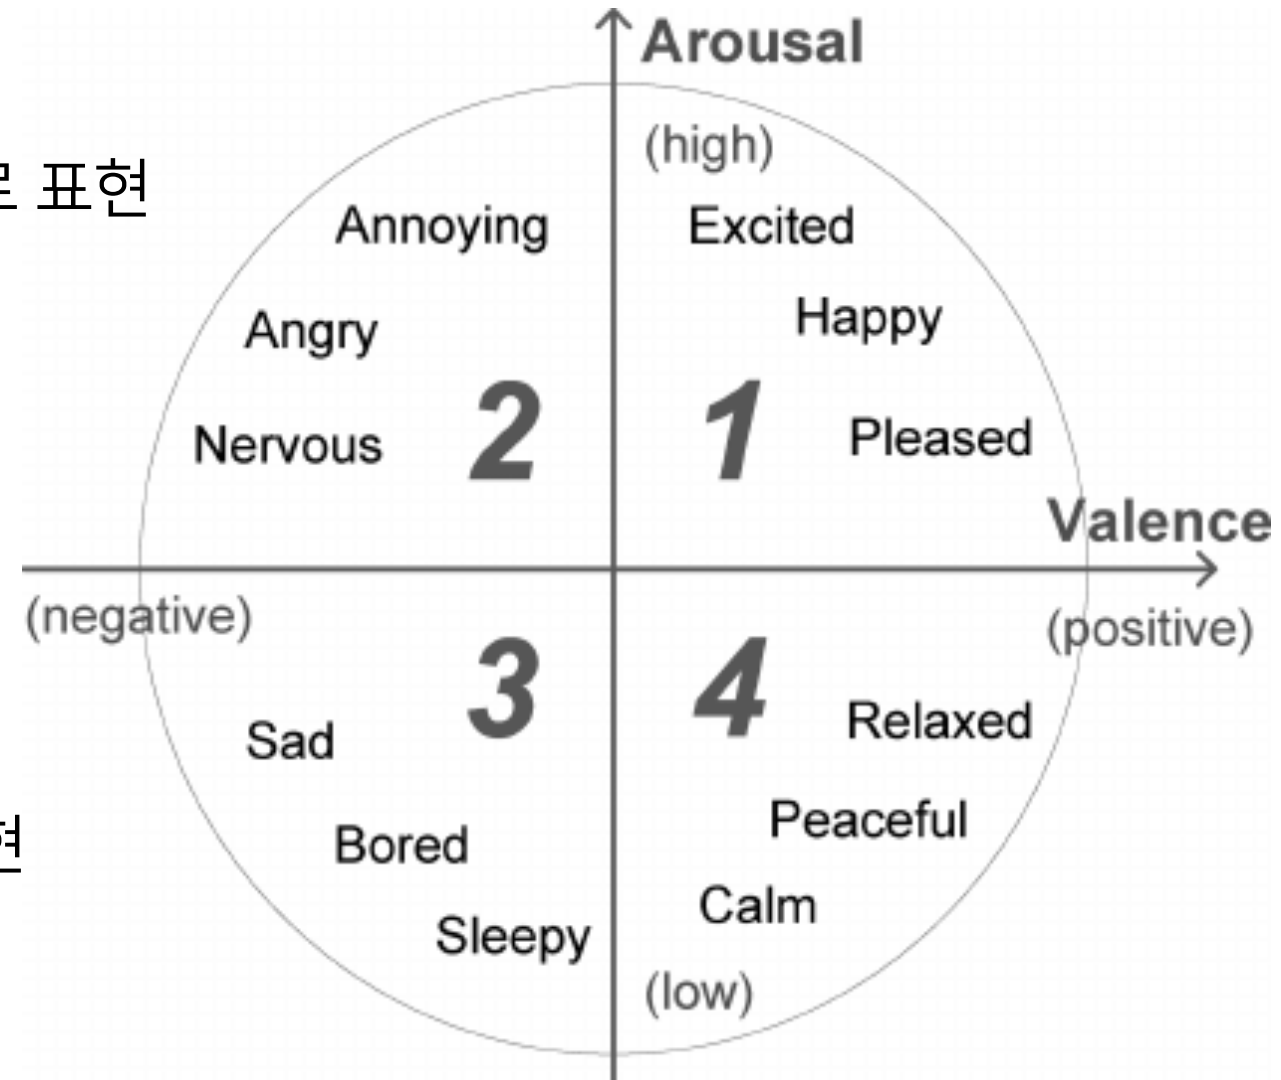 Arousal
(high)
로 표현
Annoying
Excited
Happy
Angry
2
1
Pleased
Nervous
Valence
(negative)
(positive)
3
4
Relaxed
Sad
Peaceful
Bored
Calm
Sleepy
(low)